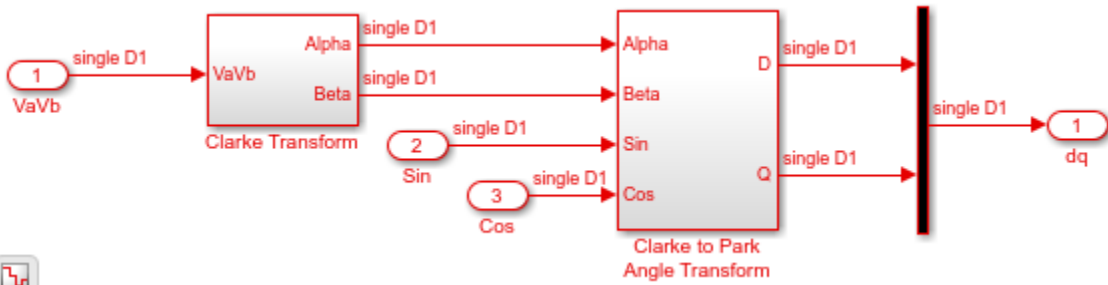 single D1
1
VaVb
VaVb
Alpha
Beta
Clarke Transform
single D1
single D1
single D1
2
Sin
single D1
3
Cos
Alpha
Beta
Sin
Cos
D
Q
Clarke to Park
Angle Transform
single D1
single D1
single D1
1
dq